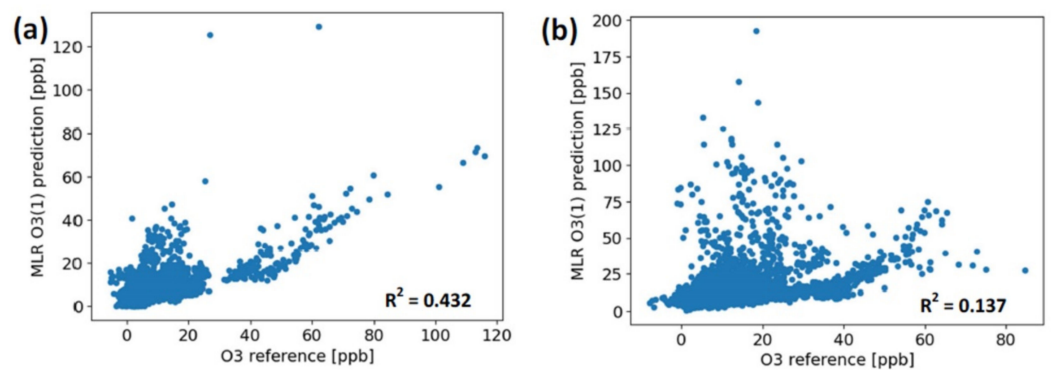 (a)
MLR O3(1) prediction [ppb]
120
100
80
60
40
20
0
0 20 40 60 80 100 120
O3 reference [ppb]
R² = 0.432
(b)
MLR O3(1) prediction [ppb]
200
175
150
125
100
75
50
25
0
0 20 40 60 80
O3 reference [ppb]
R² = 0.137